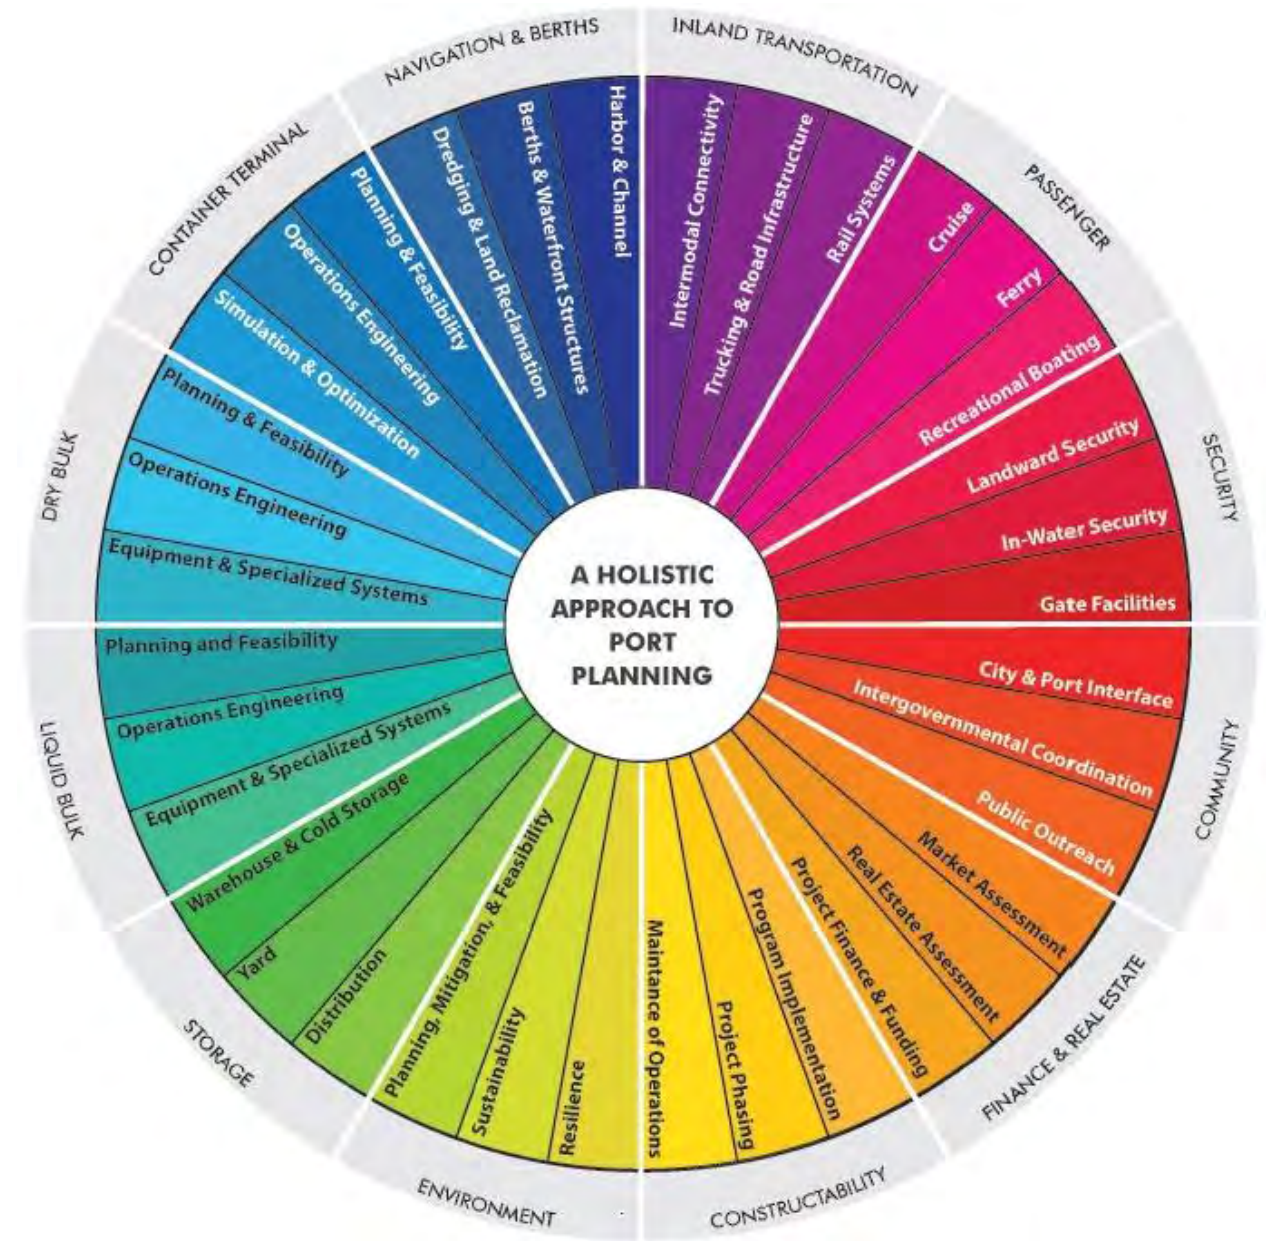 A HOLISTIC
APPROACH TO
PORT
PLANNING
INLAND TRANSPORTATION
Intermodal Connectivity
Trucking & Road Infrastructure
Rail Systems
PASSENGER
Cruise
Ferry
Recreational Boating
SECURITY
Landward Security
In-Water Security
Gate Facilities
COMMUNITY
City & Port Interface
Intergovernmental Coordination
Public Outreach
FINANCE & REAL ESTATE
Market Assessment
Real Estate Assessment
Project Finance & Funding
CONSTRUCTABILITY
Program Implementation
Project Phasing
Maintance of Operations
ENVIRONMENT
Resilience
Sustainability
Planning, Mitigation, & Feasibility
STORAGE
Distribution
Yard
Warehouse & Cold Storage
LIQUID BULK
Equipment & Specialized Systems
Operations Engineering
Planning and Feasibility
DRY BULK
Equipment & Specialized Systems
Operations Engineering
Planning & Feasibility
CONTAINER TERMINAL
Simulation & Optimization
Operations Engineering
Planning & Feasibility
NAVIGATION & BERTHS
Dredging & Land Reclamation
Berths & Waterfront Structures
Harbor & Channel